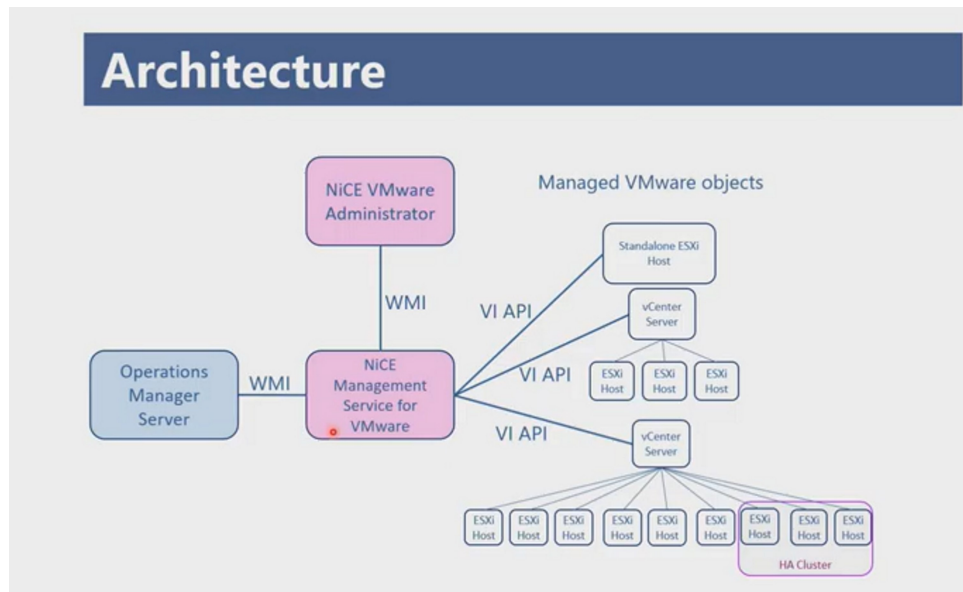 Architecture
NiCE VMware
Administrator
Managed VMware objects
Standalone ESXi
Host
WMI
VI API
vCenter
Server
Operations
Manager
Server
WMI
NiCE
Management
Service for
VMware
VI API
ESXi
Host
ESXi
Host
ESXi
Host
VI API
vCenter
Server
ESXi
Host
ESXi
Host
ESXi
Host
ESXi
Host
ESXi
Host
ESXi
Host
ESXi
Host
ESXi
Host
ESXi
Host
HA Cluster